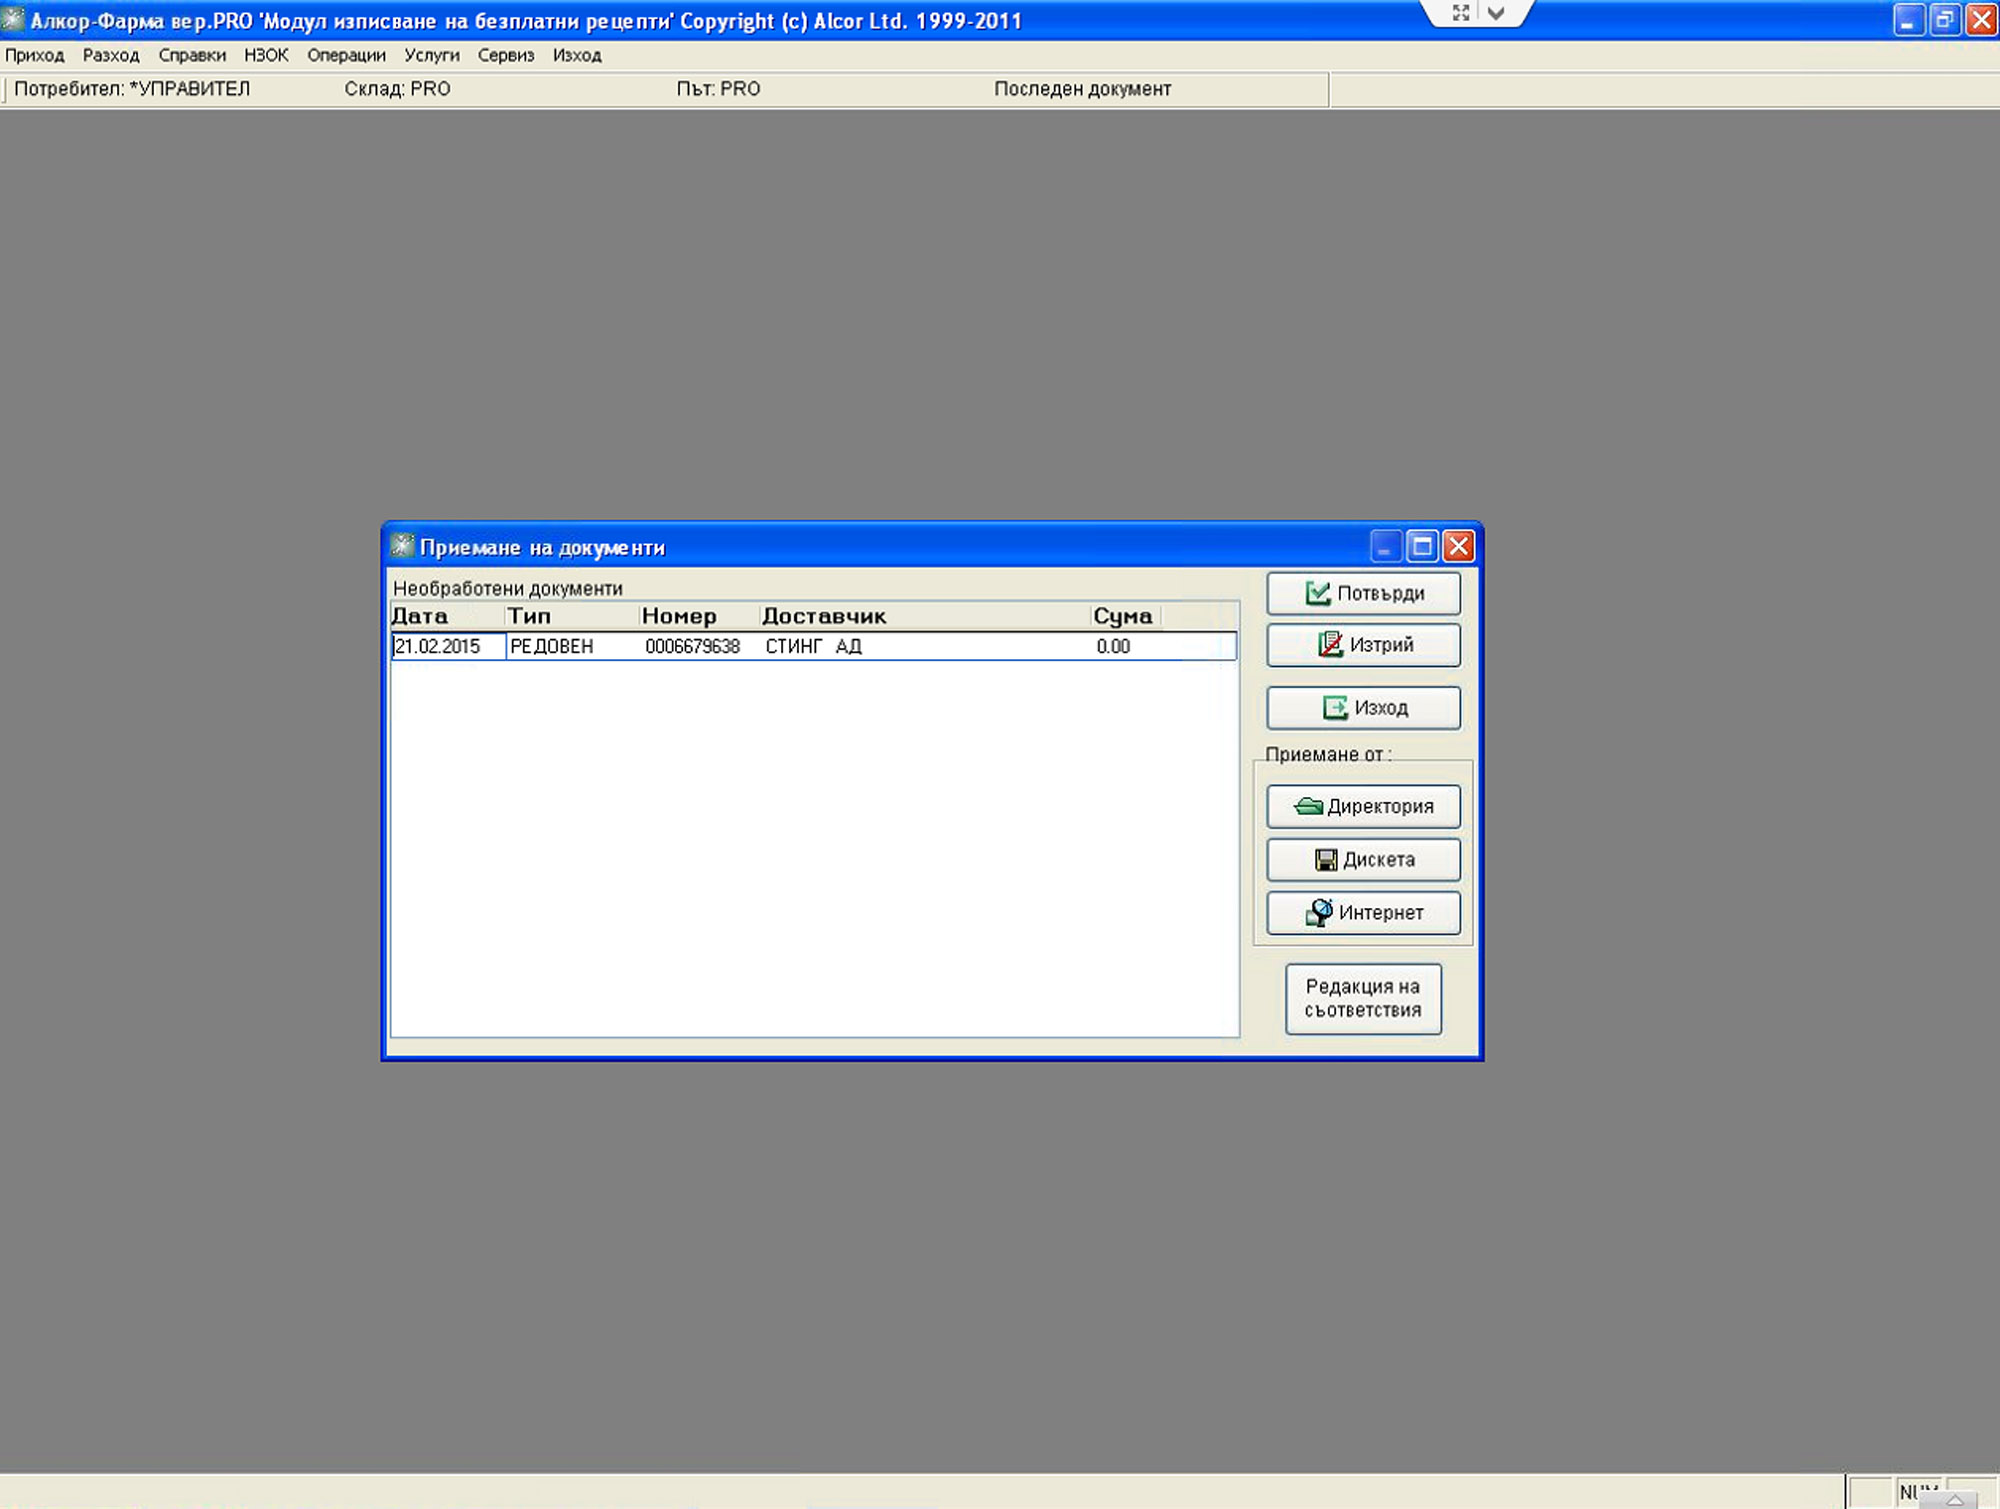 Алкор-Фарма вер.PRO 'Модул изписване на безплатни рецепти' Copyright (c) Alcor Ltd. 1999-2011
Приход Разход Справки НЗОК Операции Услуги Сервиз Изход
Потребител: *УПРАВИТЕЛ Склад: PRO Път: PRO Последен документ
Приемане на документи
Необработени документи
Дата Тип Номер Доставчик Сума
21.02.2015 РЕДОВЕН 0006679638 СТИНГ АД 0.00
Потвърди
Изтрий
Изход
Приемане от :
Директория
Дискета
Интернет
Редакция на
съответствия